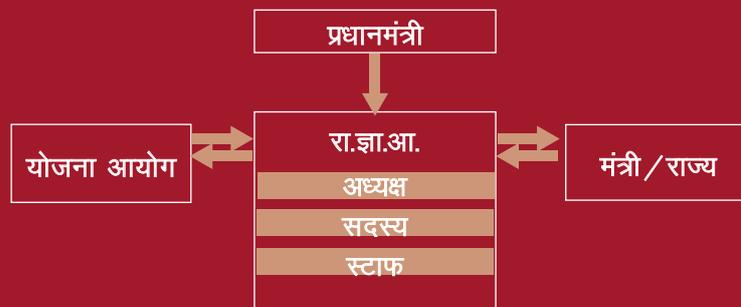 प्रधानमंत्री
योजना आयोग
रा.ज्ञा.आ.
मंत्री/राज्य
अध्यक्ष
सदस्य
स्टाफ